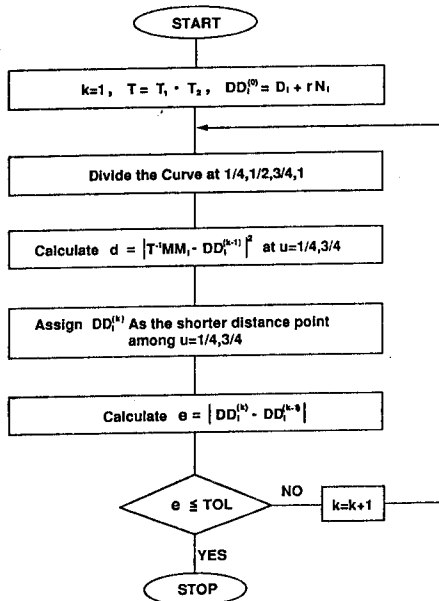 START
k=1, T = T₁ · T₂, DDᵢ⁽⁰⁾ = Dᵢ + r Nᵢ
Divide the Curve at 1/4,1/2,3/4,1
Calculate d = |T⁻¹MMᵢ - DDᵢ⁽ᵏ⁻¹⁾|² at u=1/4,3/4
Assign DDᵢ⁽ᵏ⁾ As the shorter distance point
among u=1/4,3/4
Calculate e = | DDᵢ⁽ᵏ⁾ - DDᵢ⁽ᵏ⁻¹⁾ |
e ≦ TOL
NO
k=k+1
YES
STOP